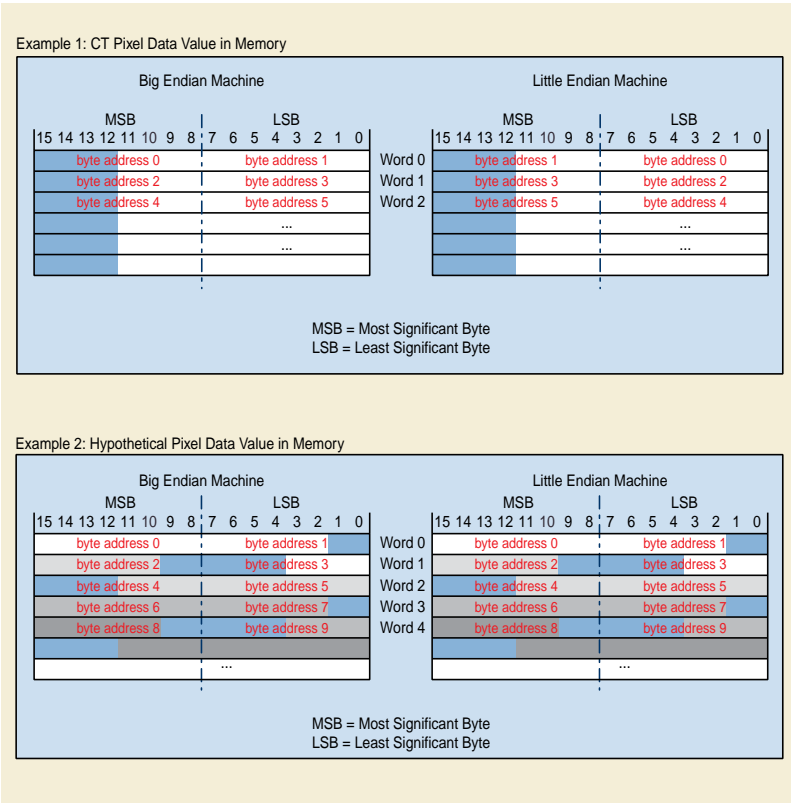 Example 1: CT Pixel Data Value in Memory
Big Endian Machine Little Endian Machine
MSB LSB MSB LSB
15 14 13 12 11 10 9 8 7 6 5 4 3 2 1 0 15 14 13 12 11 10 9 8 7 6 5 4 3 2 1 0
byte address 0 byte address 1 Word 0 byte address 1 byte address 0
byte address 2 byte address 3 Word 1 byte address 3 byte address 2
byte address 4 byte address 5 Word 2 byte address 5 byte address 4
... ...
... ...
MSB = Most Significant Byte
LSB = Least Significant Byte
Example 2: Hypothetical Pixel Data Value in Memory
Big Endian Machine Little Endian Machine
MSB LSB MSB LSB
15 14 13 12 11 10 9 8 7 6 5 4 3 2 1 0 15 14 13 12 11 10 9 8 7 6 5 4 3 2 1 0
byte address 0 byte address 1 Word 0 byte address 0 byte address 1
byte address 2 byte address 3 Word 1 byte address 2 byte address 3
byte address 4 byte address 5 Word 2 byte address 4 byte address 5
byte address 6 byte address 7 Word 3 byte address 6 byte address 7
byte address 8 byte address 9 Word 4 byte address 8 byte address 9
... ...
MSB = Most Significant Byte
LSB = Least Significant Byte